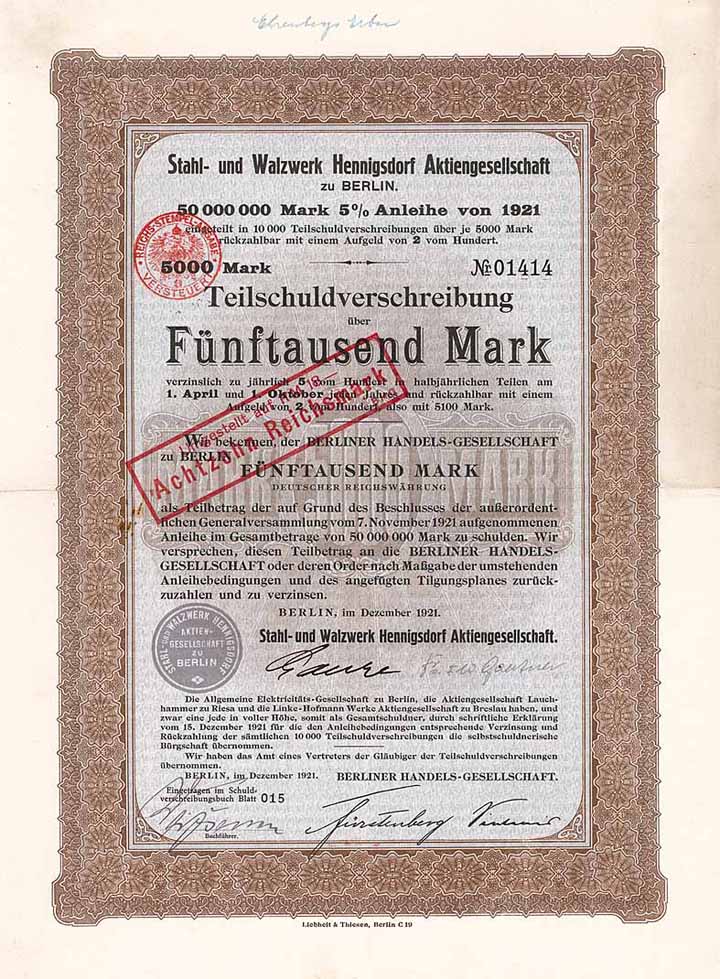 Stahl- und Walzwerk Hennigsdorf Aktiengesellschaft
zu BERLIN.
50 000 000 Mark 5% Anleihe von 1921
eingeteilt in 10 000 Teilschuldverschreibungen über je 5000 Mark
rückzahlbar mit einem Aufgeld von 2 vom Hundert.
REICHS-STEMPEL-ABGABE
VERSTEUERT
5000 Mark
№ 01414
Teilschuldverschreibung
über
Fünftausend Mark
verzinslich zu jährlich 5 vom Hundert in halbjährlichen Teilen am
1. April und 1. Oktober jeden Jahres und rückzahlbar mit einem
Aufgeld von 2 vom Hundert, also mit 5100 Mark.
Achtzehn Reichsmark
Wir bekennen, der BERLINER HANDELS-GESELLSCHAFT
zu BERLIN
FÜNFTAUSEND MARK
DEUTSCHER REICHSWÄHRUNG
als Teilbetrag der auf Grund des Beschlusses der außerordent-
lichen Generalversammlung vom 7. November 1921 aufgenommenen
Anleihe im Gesamtbetrage von 50 000 000 Mark zu schulden. Wir
versprechen, diesen Teilbetrag an die BERLINER HANDELS-
GESELLSCHAFT oder deren Order nach Maßgabe der umstehenden
Anleihebedingungen und des angefügten Tilgungsplanes zurück-
zuzahlen und zu verzinsen.
BERLIN, im Dezember 1921.
Stahl- und Walzwerk Hennigsdorf Aktiengesellschaft.
STAHL- UND WALZWERK HENNIGSDORF
AKTIEN-
GESELLSCHAFT
ZU
BERLIN
Die Allgemeine Elektricitäts-Gesellschaft zu Berlin, die Aktiengesellschaft Lauch-
hammer zu Riesa und die Linke-Hofmann Werke Aktiengesellschaft zu Breslau haben, und
zwar eine jede in voller Höhe, somit als Gesamtschuldner, durch schriftliche Erklärung
vom 15. Dezember 1921 für die den Anleihebedingungen entsprechende Verzinsung und
Rückzahlung der sämtlichen 10 000 Teilschuldverschreibungen die selbstschuldnerische
Bürgschaft übernommen.
Wir haben das Amt eines Vertreters der Gläubiger der Teilschuldverschreibungen
übernommen.
BERLIN, im Dezember 1921.
BERLINER HANDELS-GESELLSCHAFT.
Eingetragen im Schuld-
verschreibungsbuch Blatt 015
Fürstenberg
Buchführer.
Liebheit & Thiesen, Berlin C 19